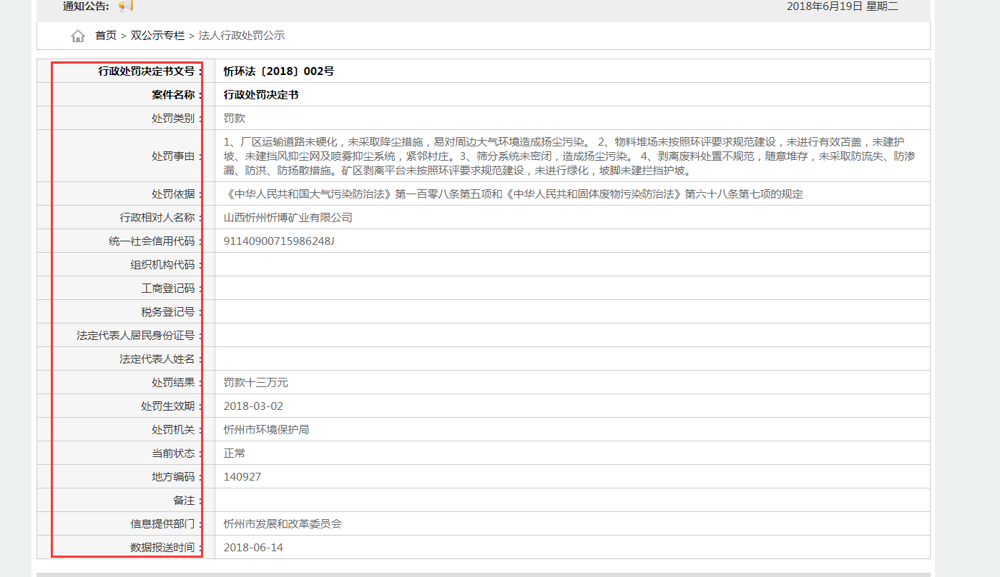 通知公告: 2018年6月19日 星期二
首页 > 双公示专栏 > 法人行政处罚公示
行政处罚决定书文号： 忻环法〔2018〕002号
案件名称： 行政处罚决定书
处罚类别： 罚款
处罚事由： 1、厂区运输道路未硬化，未采取降尘措施，易对周边大气环境造成扬尘污染。 2、物料堆场未按照环评要求规范建设，未进行有效苫盖，未建护
坡、未建挡风抑尘网及喷雾抑尘系统，紧邻村庄。3、筛分系统未密闭，造成扬尘污染。 4、剥离废料处置不规范，随意堆存，未采取防流失、防渗
漏、防洪、防扬散措施。矿区剥离平台未按照环评要求规范建设，未进行绿化，坡脚未建拦挡护坡。
处罚依据： 《中华人民共和国大气污染防治法》第一百零八条第五项和《中华人民共和固体废物污染防治法》第六十八条第七项的规定
行政相对人名称： 山西忻州忻博矿业有限公司
统一社会信用代码： 91140900715986248J
组织机构代码：
工商登记码：
税务登记号：
法定代表人居民身份证号：
法定代表人姓名：
处罚结果： 罚款十三万元
处罚生效期： 2018-03-02
处罚机关： 忻州市环境保护局
当前状态： 正常
地方编码： 140927
备注：
信息提供部门： 忻州市发展和改革委员会
数据报送时间： 2018-06-14